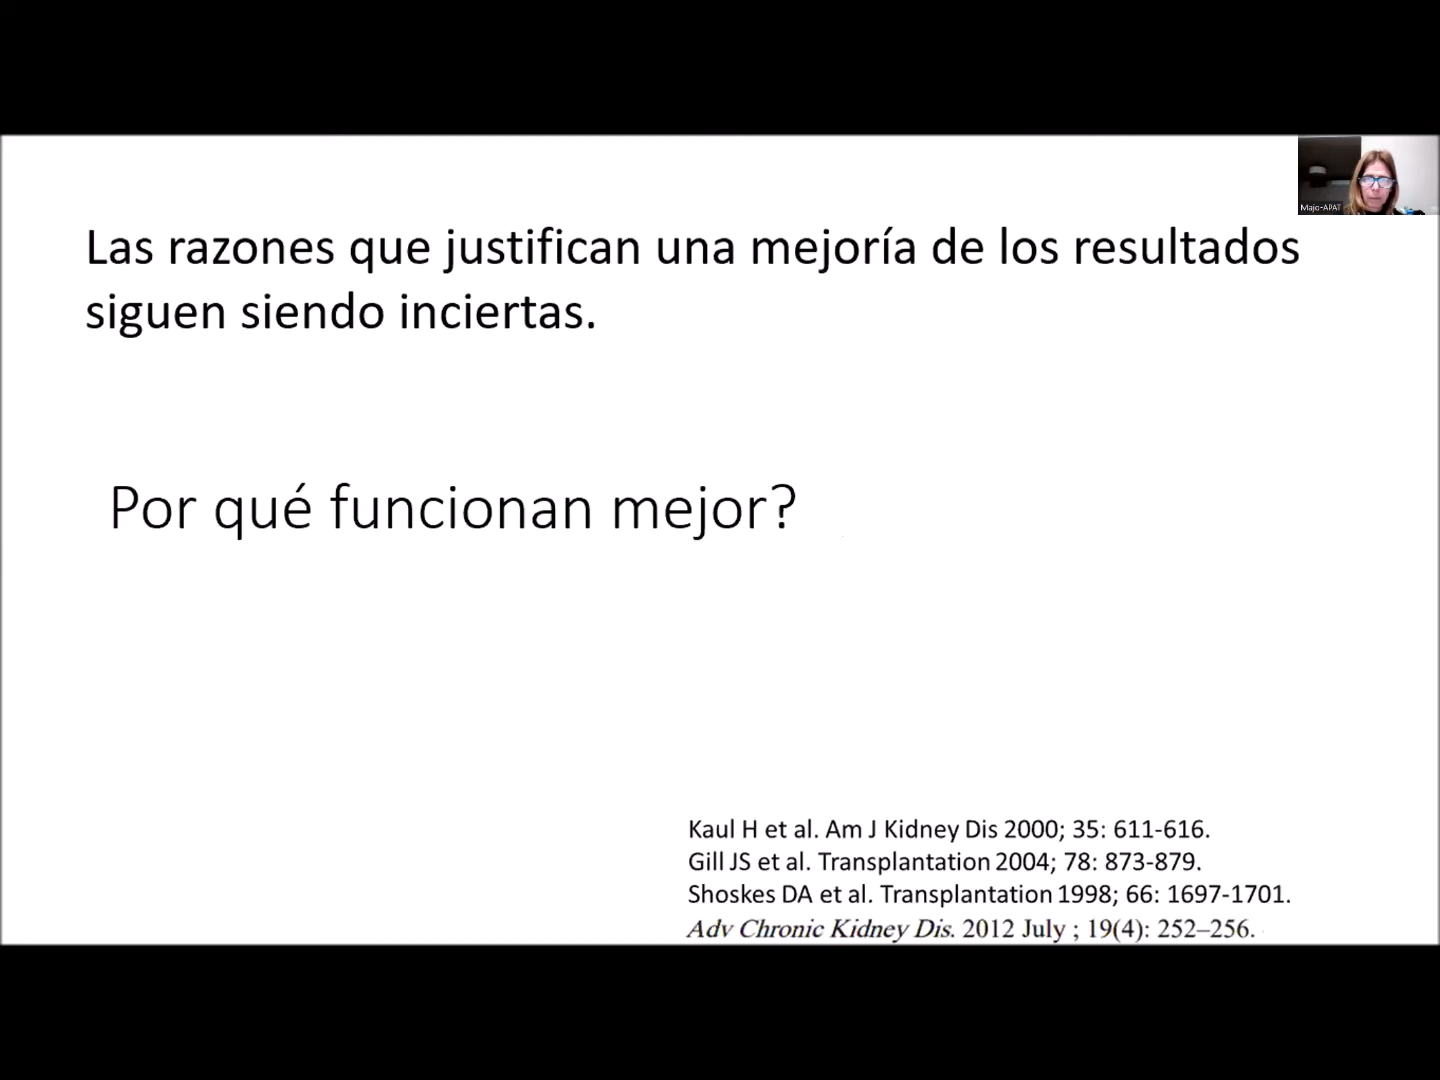 Majo-APAT
Las razones que justifican una mejoría de los resultados
siguen siendo inciertas.
Por qué funcionan mejor?
Kaul H et al. Am J Kidney Dis 2000; 35: 611-616.
Gill JS et al. Transplantation 2004; 78: 873-879.
Shoskes DA et al. Transplantation 1998; 66: 1697-1701.
Adv Chronic Kidney Dis. 2012 July ; 19(4): 252–256.